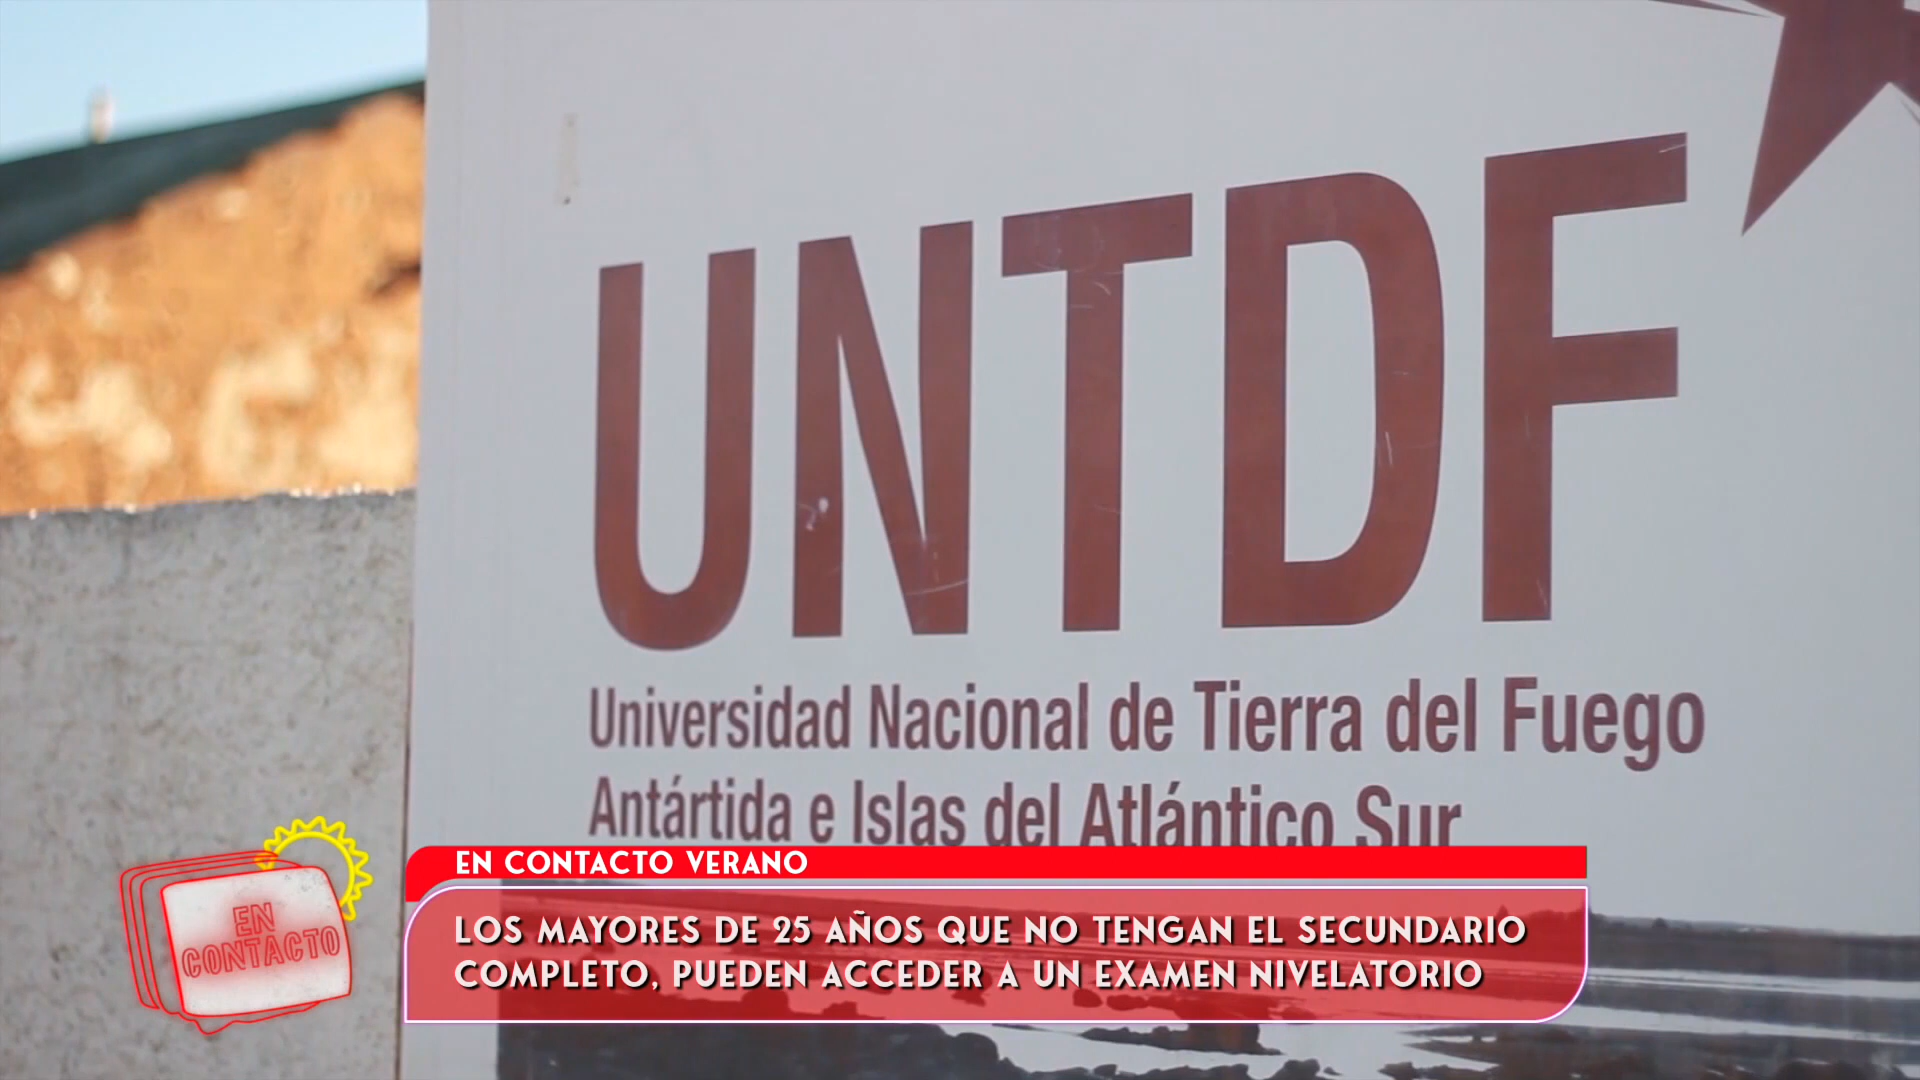 UNTDF
Universidad Nacional de Tierra del Fuego
Antártida e Islas del Atlántico Sur
EN CONTACTO VERANO
EN
CONTACTO
LOS MAYORES DE 25 AÑOS QUE NO TENGAN EL SECUNDARIO
COMPLETO, PUEDEN ACCEDER A UN EXAMEN NIVELATORIO